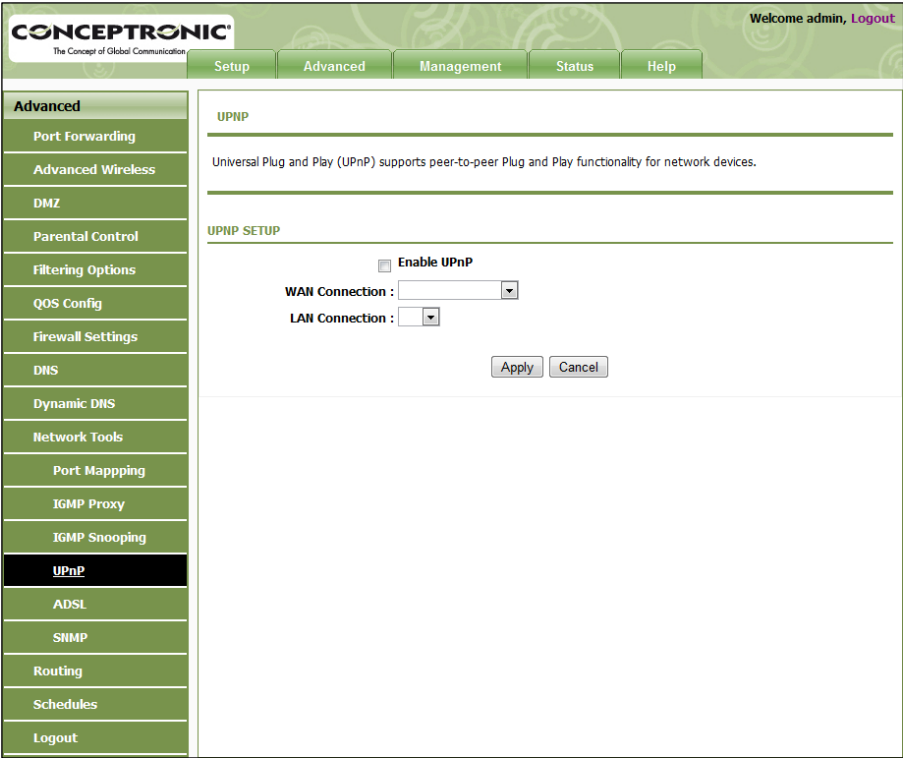 Welcome admin, Logout
CONCEPTRONIC
The Concept of Global Communication
Setup
Advanced
Management
Status
Help
Advanced
Port Forwarding
Advanced Wireless
DMZ
Parental Control
Filtering Options
QOS Config
Firewall Settings
DNS
Dynamic DNS
Network Tools
Port Mappping
IGMP Proxy
IGMP Snooping
UPnP
ADSL
SNMP
Routing
Schedules
Logout
UPNP
Universal Plug and Play (UPnP) supports peer-to-peer Plug and Play functionality for network devices.
UPNP SETUP
Enable UPnP
WAN Connection :
LAN Connection :
Apply
Cancel